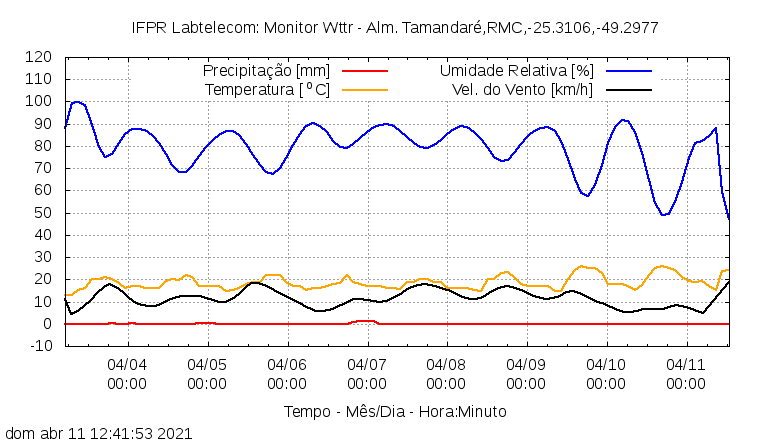 IFPR Labtelecom: Monitor Wttr - Alm. Tamandaré,RMC,-25.3106,-49.2977
Precipitação [mm]
Temperatura [ ⁰C]
Umidade Relativa [%]
Vel. do Vento [km/h]
120
110
100
90
80
70
60
50
40
30
20
10
0
-10
04/04 04/05 04/06 04/07 04/08 04/09 04/10 04/11
00:00 00:00 00:00 00:00 00:00 00:00 00:00 00:00
Tempo - Mês/Dia - Hora:Minuto
dom abr 11 12:41:53 2021